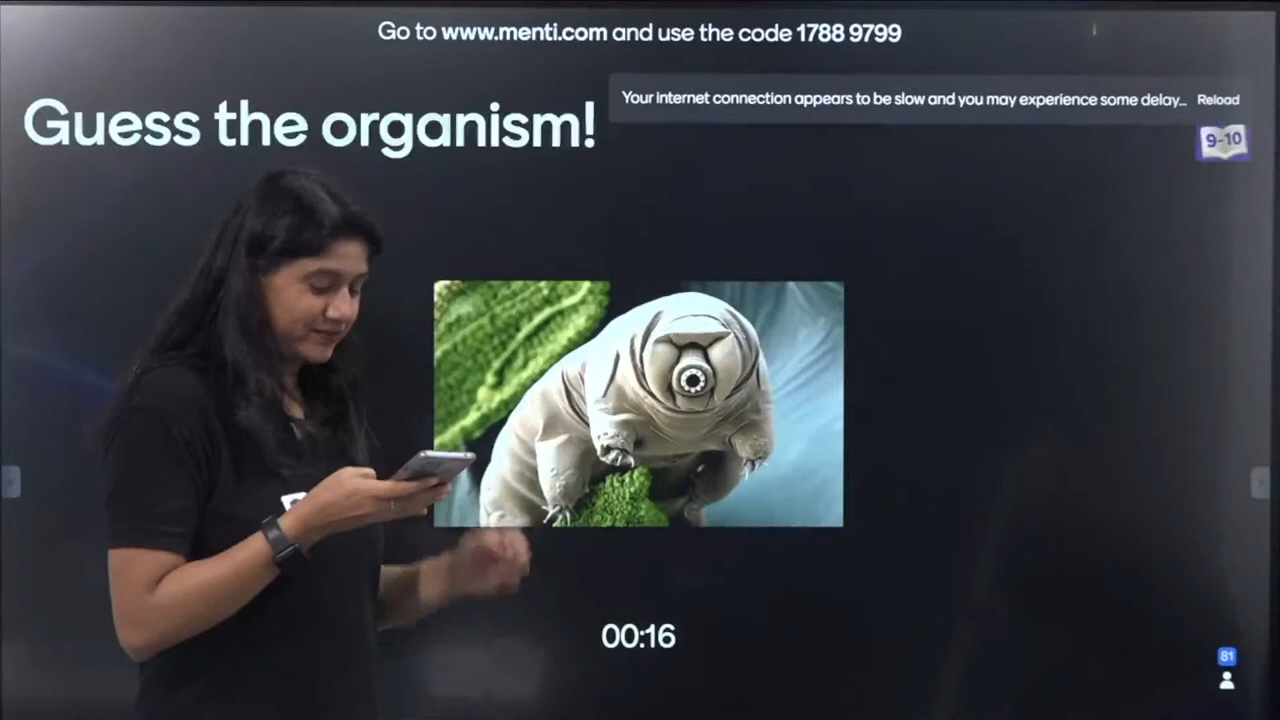 Go to www.menti.com and use the code 1788 9799
Your internet connection appears to be slow and you may experience some delay... Reload
Guess the organism!
9-10
00:16
81